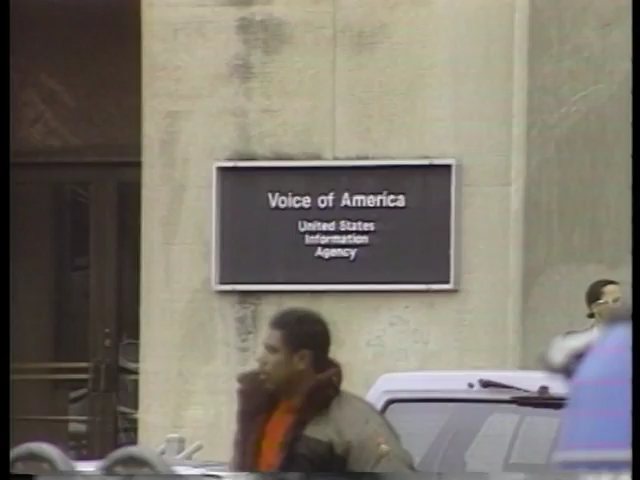 Voice of America
United States
Information
Agency